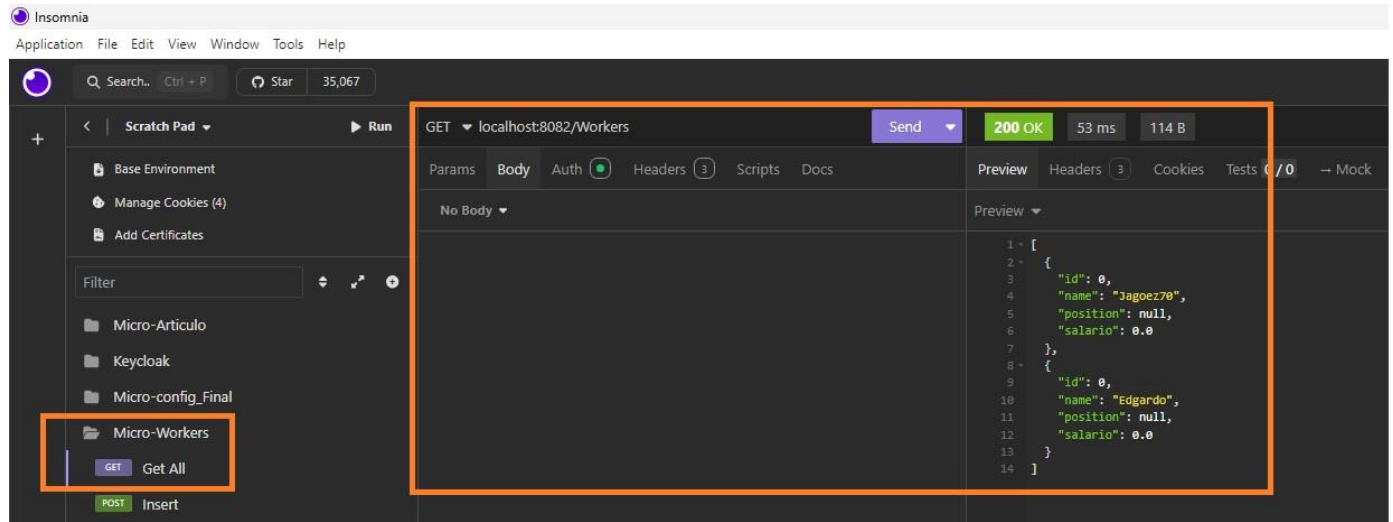 Insomnia
Application File Edit View Window Tools Help
Search.. Ctrl + P Star 35,067
Scratch Pad Run
Base Environment
Manage Cookies (4)
Add Certificates
Filter
Micro-Articulo
Keycloak
Micro-config_Final
Micro-Workers
GET Get All
POST Insert
GET localhost:8082/Workers Send
Params Body Auth Headers 3 Scripts Docs
No Body
200 OK 53 ms 114 B
Preview Headers 3 Cookies Tests 0 / 0 → Mock
Preview
1 [
2 {
3 "id": 0,
4 "name": "Jagoez70",
5 "position": null,
6 "salario": 0.0
7 },
8 {
9 "id": 0,
10 "name": "Edgardo",
11 "position": null,
12 "salario": 0.0
13 }
14 ]